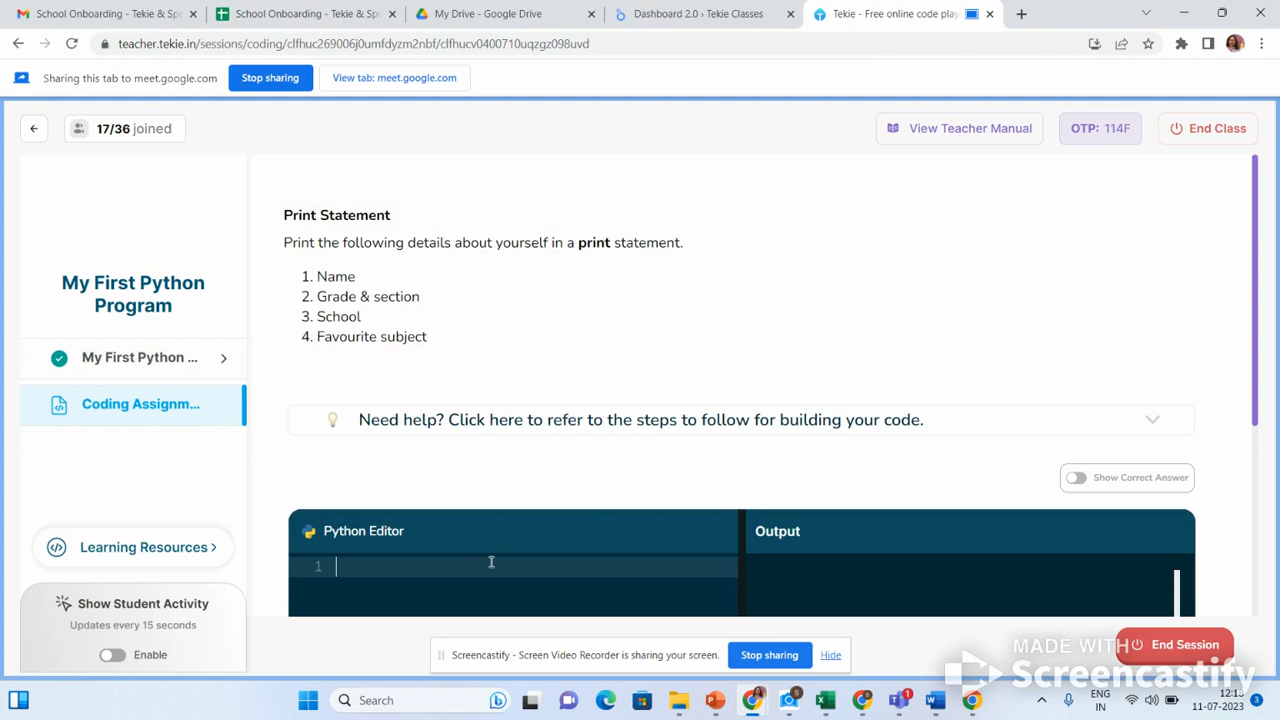 School Onboarding - Tekie & Sp
School Onboarding - Tekie & Sp
My Drive - Google Drive
Dashboard 2.0 › Tekie Classes
Tekie - Free online code play
teacher.tekie.in/sessions/coding/clfhuc269006j0umfdyzm2nbf/clfhucv0400710uqzgz098uvd
Sharing this tab to meet.google.com
Stop sharing
View tab: meet.google.com
17/36 joined
View Teacher Manual
OTP: 114F
End Class
Print Statement
Print the following details about yourself in a print statement.
1. Name
2. Grade & section
3. School
4. Favourite subject
My First Python
Program
My First Python ...
Coding Assignm...
Need help? Click here to refer to the steps to follow for building your code.
Show Correct Answer
Python Editor
Output
1
Learning Resources
Show Student Activity
Updates every 15 seconds
Enable
Screencastify - Screen Video Recorder is sharing your screen.
Stop sharing
Hide
End Session
MADE WITH
Screencastify
Search
S
1
ENG
IN
11-07-2023
3